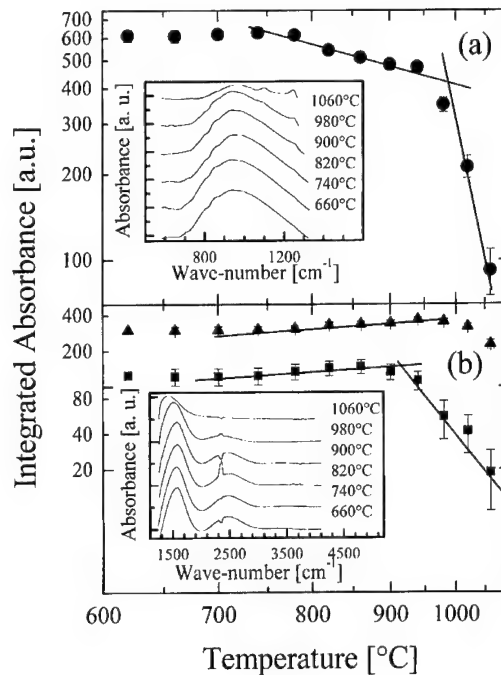 700
600
500
400
300
200
100
(a)
1060°C
980°C
900°C
820°C
740°C
660°C
Absorbance [a. u.]
800 1200
Wave-number [cm⁻¹]
Integrated Absorbance [a.u.]
400
200
80
40
20
(b)
1060°C
980°C
900°C
820°C
740°C
660°C
Absorbance [a. u.]
1500 2500 3500 4500
Wave-number [cm⁻¹]
600 700 800 900 1000
Temperature [°C]